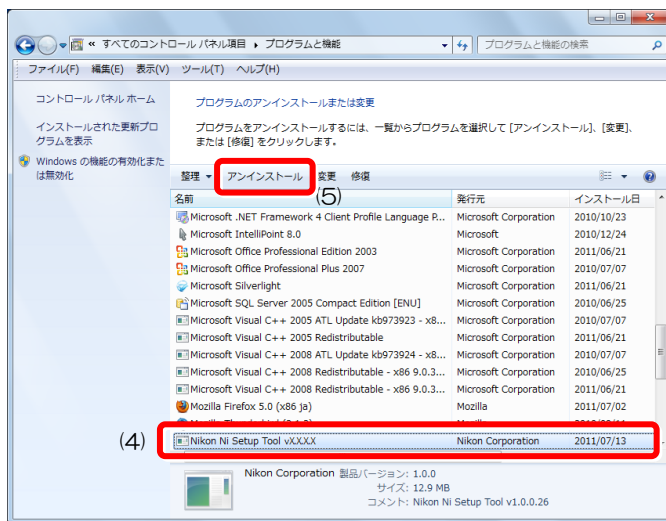 « すべてのコントロール パネル項目 ▸ プログラムと機能
プログラムと機能の検索
ファイル(F) 編集(E) 表示(V) ツール(T) ヘルプ(H)
コントロール パネル ホーム
インストールされた更新プロ
グラムを表示
Windows の機能の有効化また
は無効化
プログラムのアンインストールまたは変更
プログラムをアンインストールするには、一覧からプログラムを選択して [アンインストール]、[変更]、
または [修復] をクリックします。
整理 アンインストール 変更 修復
(5)
名前 発行元 インストール日
Microsoft .NET Framework 4 Client Profile Language P... Microsoft Corporation 2010/10/23
Microsoft IntelliPoint 8.0 Microsoft 2010/12/24
Microsoft Office Professional Edition 2003 Microsoft Corporation 2011/06/21
Microsoft Office Professional Plus 2007 Microsoft Corporation 2010/07/07
Microsoft Silverlight Microsoft Corporation 2011/06/21
Microsoft SQL Server 2005 Compact Edition [ENU] Microsoft Corporation 2010/06/25
Microsoft Visual C++ 2005 ATL Update kb973923 - x8... Microsoft Corporation 2010/07/07
Microsoft Visual C++ 2005 Redistributable Microsoft Corporation 2011/06/21
Microsoft Visual C++ 2008 ATL Update kb973924 - x8... Microsoft Corporation 2010/07/07
Microsoft Visual C++ 2008 Redistributable - x86 9.0.3... Microsoft Corporation 2010/06/25
Microsoft Visual C++ 2008 Redistributable - x86 9.0.3... Microsoft Corporation 2011/06/21
Mozilla Firefox 5.0 (x86 ja) Mozilla 2011/07/02
(4)
Nikon Ni Setup Tool vXXXX Nikon Corporation 2011/07/13
Nikon Corporation 製品バージョン: 1.0.0
サイズ: 12.9 MB
コメント: Nikon Ni Setup Tool v1.0.0.26